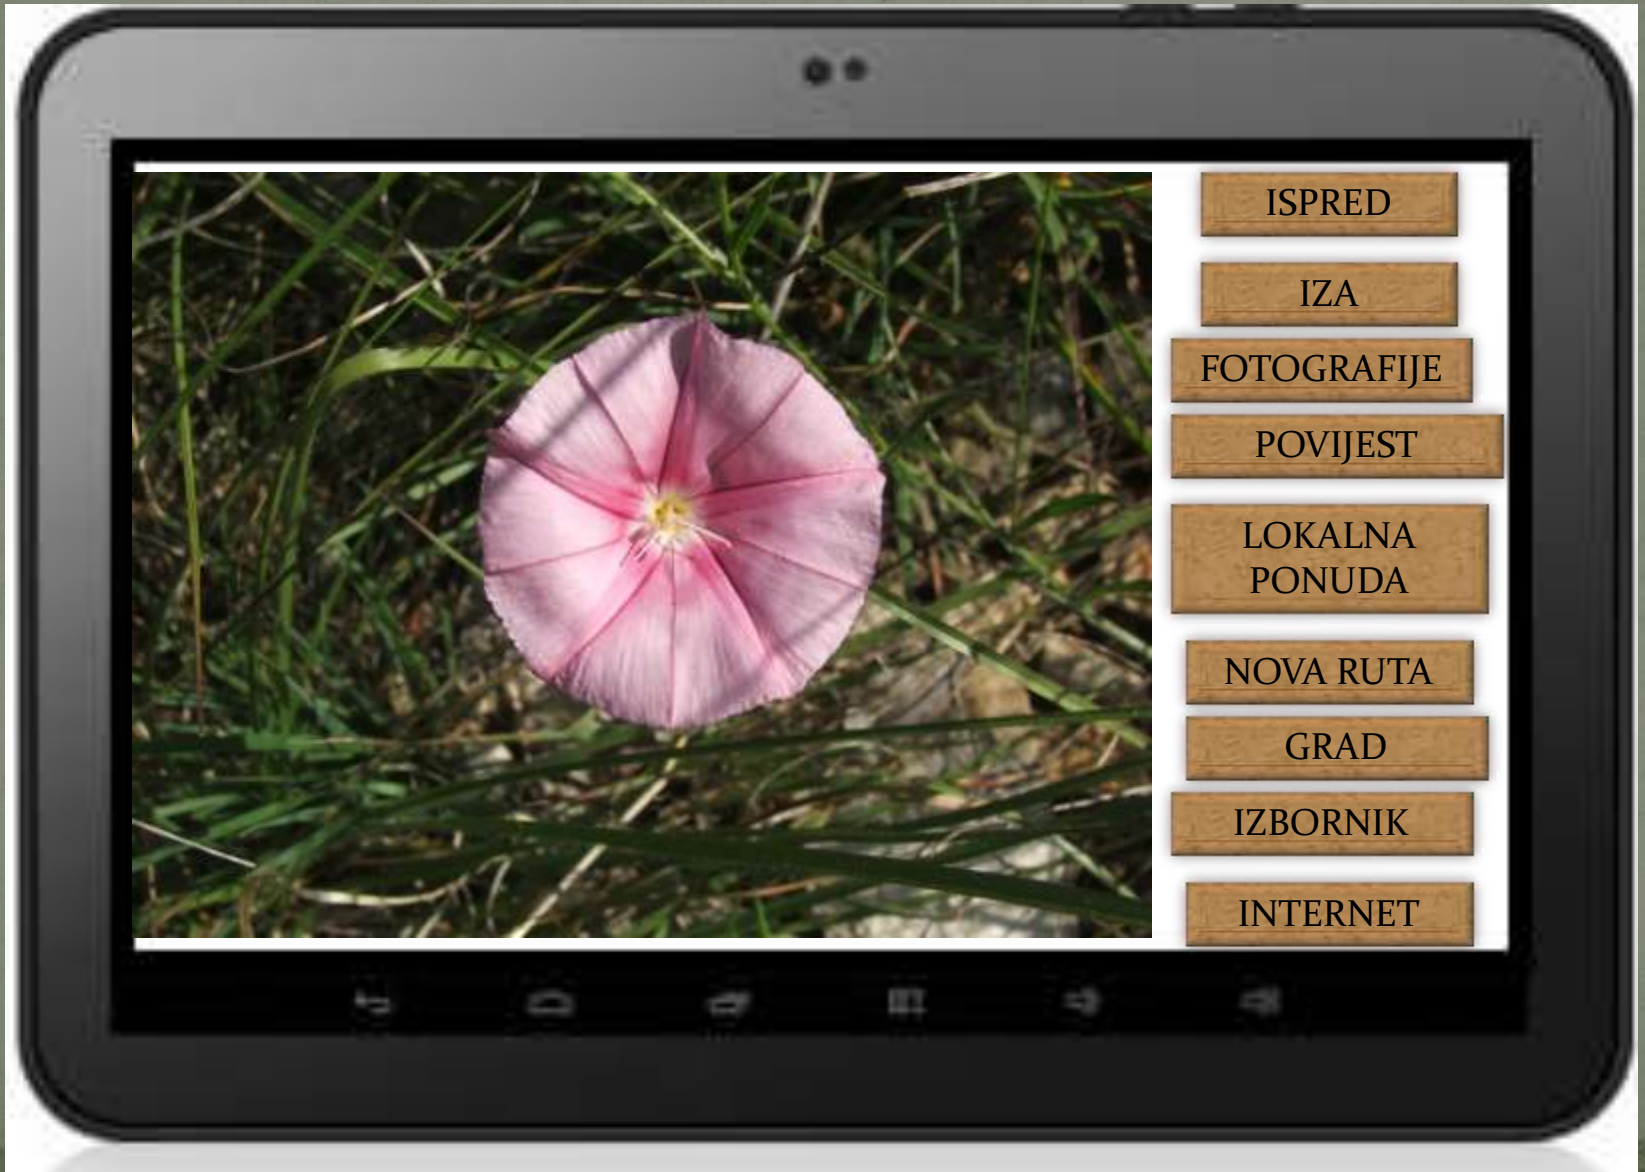 ISPRED
IZA
FOTOGRAFIJE
POVIJEST
LOKALNA
PONUDA
NOVA RUTA
GRAD
IZBORNIK
INTERNET